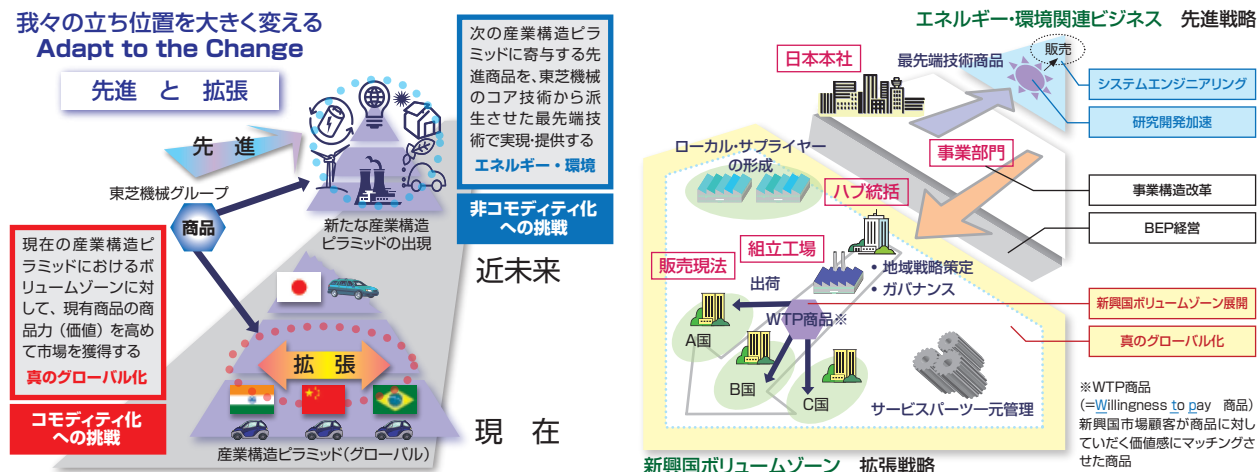 我々の立ち位置を大きく変える
Adapt to the Change
先進 と 拡張
先 進
東芝機械グループ
商品
現在の産業構造ピ
ラミッドにおけるボ
リュームゾーンに対
して、現有商品の商
品力（価値）を高め
て市場を獲得する
真のグローバル化
コモディティ化
への挑戦
次の産業構造ピラ
ミッドに寄与する先
進商品を、東芝機械
のコア技術から派
生させた最先端技
術で実現・提供する
エネルギー・環境
非コモディティ化
への挑戦
新たな産業構造
ピラミッドの出現
近未来
拡 張
現 在
産業構造ピラミッド（グローバル）
エネルギー・環境関連ビジネス 先進戦略
日本本社
最先端技術商品
販売
システムエンジニアリング
研究開発加速
事業部門
事業構造改革
BEP経営
ローカル・サプライヤー
の形成
ハブ統括
組立工場
販売現法
出荷
・地域戦略策定
・ガバナンス
WTP商品※
A国
B国
C国
新興国ボリュームゾーン展開
真のグローバル化
サービスパーツ一元管理
※WTP商品
（=Willingness to pay 商品）
新興国市場顧客が商品に対し
ていだく価値感にマッチングさ
せた商品
新興国ボリュームゾーン 拡張戦略